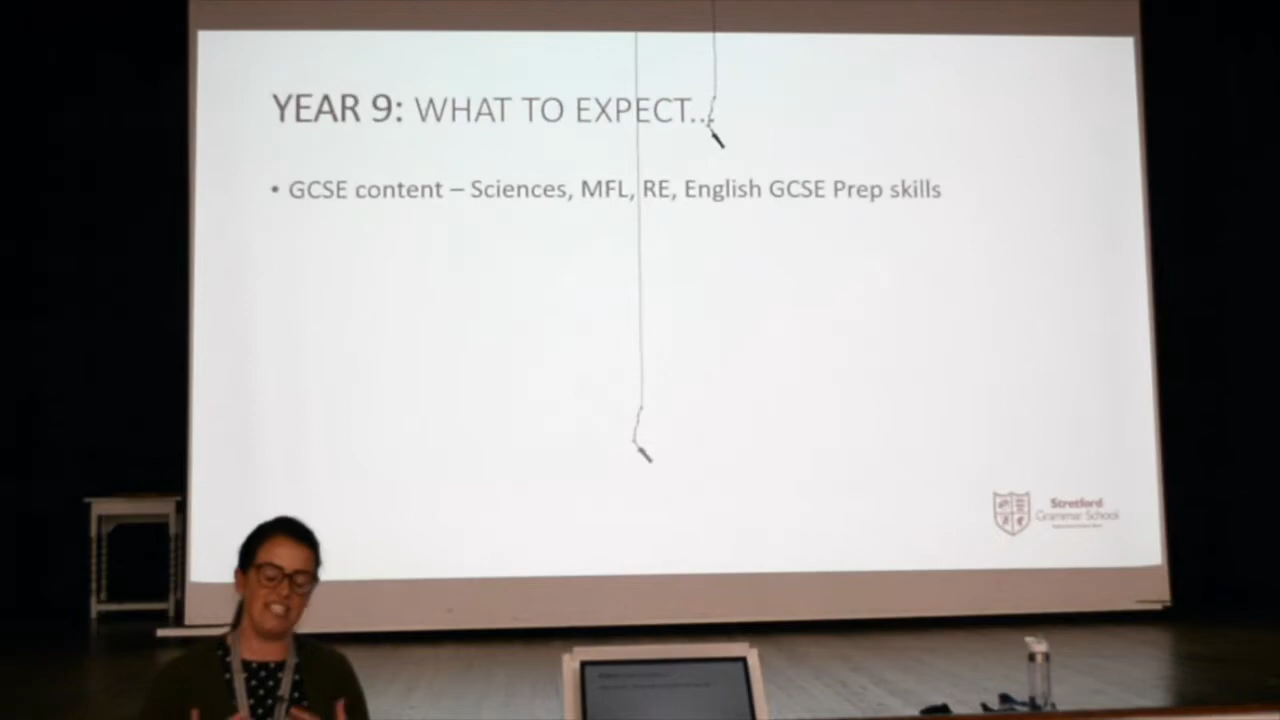 YEAR 9: WHAT TO EXPECT...
• GCSE content – Sciences, MFL, RE, English GCSE Prep skills
Stretford
Grammar School